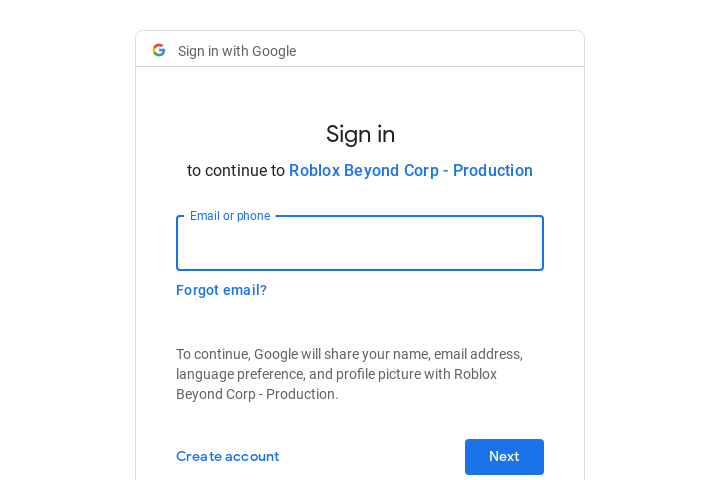 Sign in with Google
Sign in
to continue to Roblox Beyond Corp - Production
Email or phone
Forgot email?
To continue, Google will share your name, email address,
language preference, and profile picture with Roblox
Beyond Corp - Production.
Create account
Next